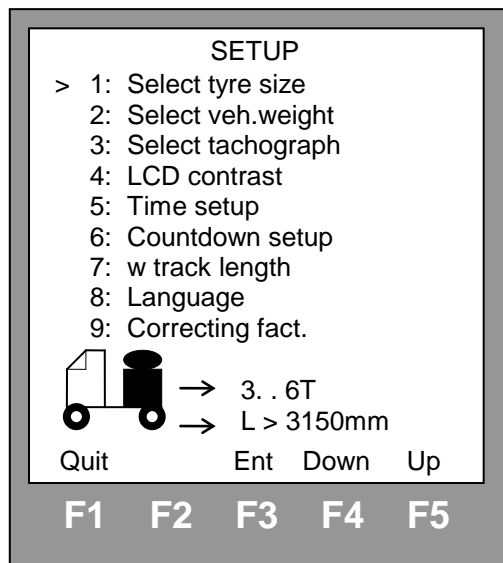 SETUP
> 1: Select tyre size
2: Select veh.weight
3: Select tachograph
4: LCD contrast
5: Time setup
6: Countdown setup
7: w track length
8: Language
9: Correcting fact.
3. . 6T
L > 3150mm
Quit Ent Down Up
F1 F2 F3 F4 F5